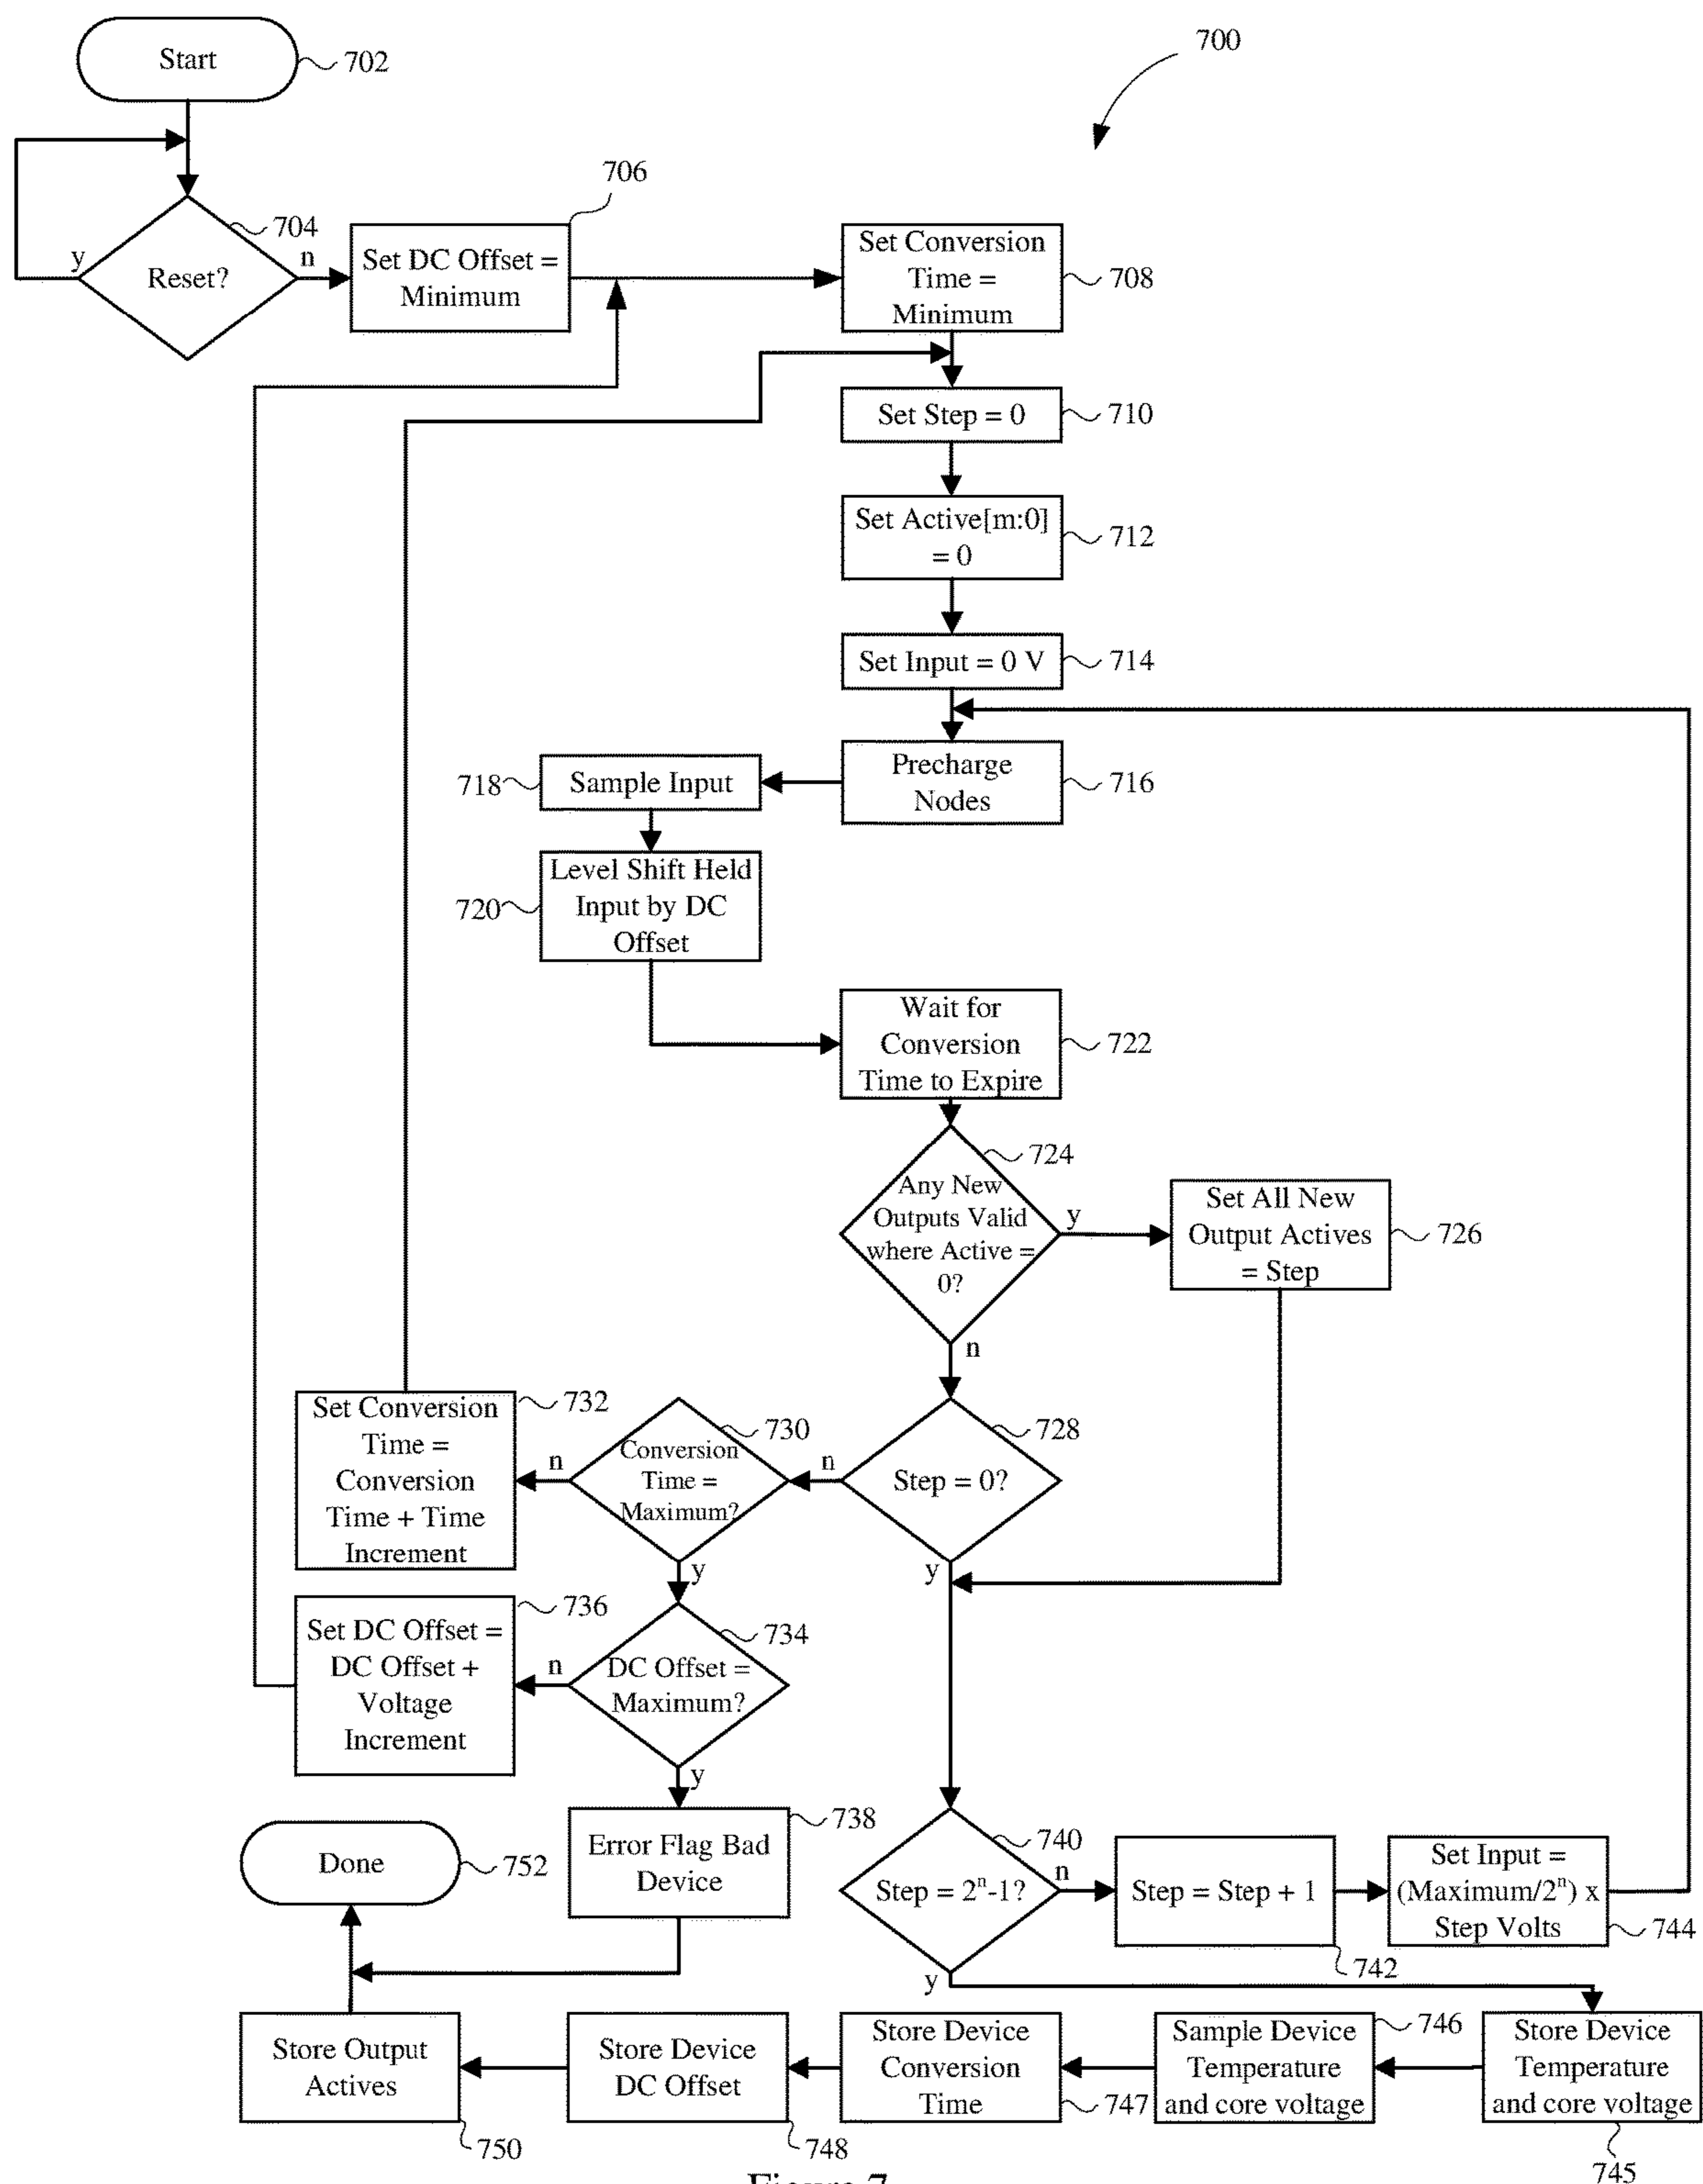 Start
702
700
706
704
y
n
Reset?
Set DC Offset =
Minimum
Set Conversion
Time =
Minimum
708
Set Step = 0
710
Set Active[m:0]
= 0
712
Set Input = 0 V
714
Precharge
Nodes
716
718
Sample Input
Level Shift Held
Input by DC
Offset
720
Wait for
Conversion
Time to Expire
722
724
Any New
Outputs Valid
where Active =
0?
y
n
Set All New
Output Actives
= Step
726
Set Conversion
Time =
Conversion
Time + Time
Increment
732
n
730
Conversion
Time =
Maximum?
y
n
728
Step = 0?
y
Set DC Offset =
DC Offset +
Voltage
Increment
736
n
734
DC Offset =
Maximum?
y
738
Error Flag Bad
Device
Done
752
740
Step = 2ⁿ-1?
n
y
Step = Step + 1
742
Set Input =
(Maximum/2ⁿ) x
Step Volts
744
Store Output
Actives
750
Store Device
DC Offset
748
Store Device
Conversion
Time
747
Sample Device
Temperature
and core voltage
746
Store Device
Temperature
and core voltage
745
Figure 7